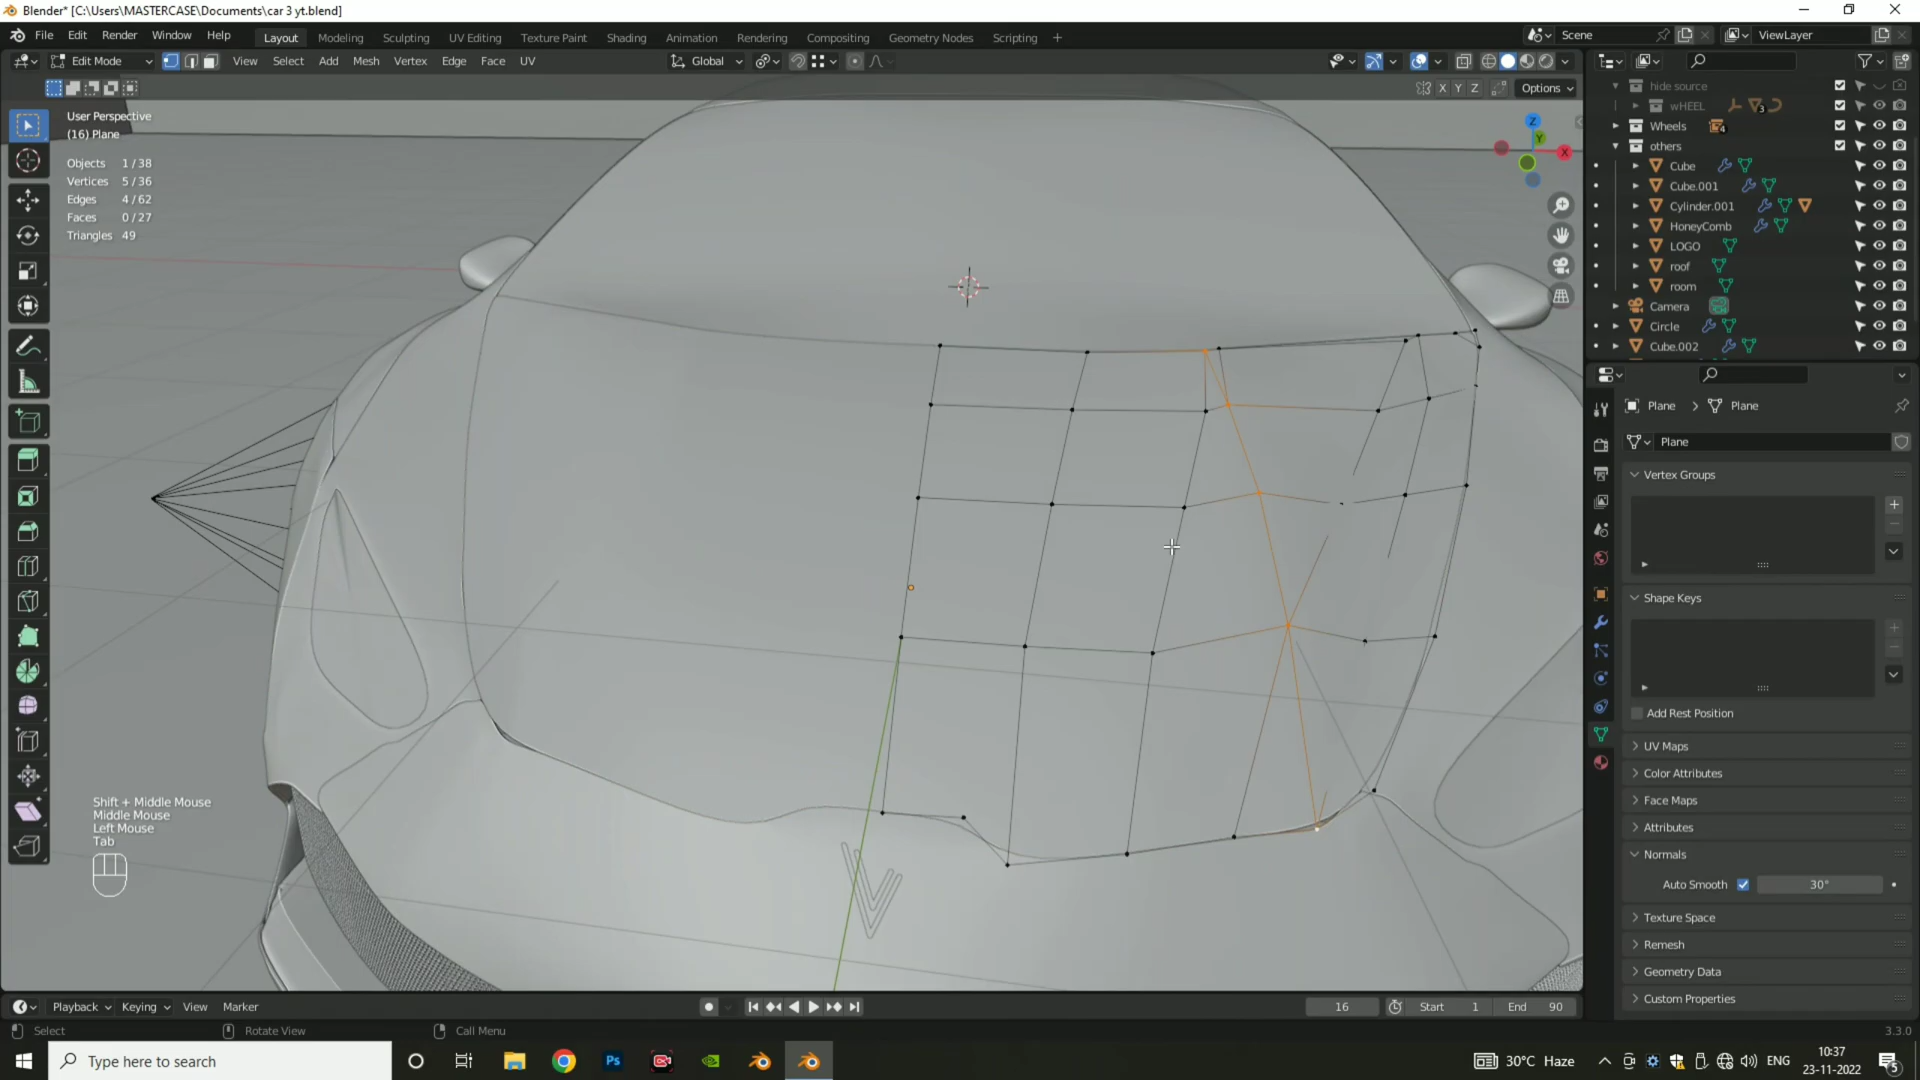 Blender* [C:\Users\MASTERCASE\Documents\car 3 yt.blend]
File Edit Render Window Help
Layout Modeling Sculpting UV Editing Texture Paint Shading Animation Rendering Compositing Geometry Nodes Scripting +
Scene
ViewLayer
Edit Mode
View Select Add Mesh Vertex Edge Face UV
Global
X Y Z
Options
User Perspective
(16) Plane
Objects 1 / 38
Vertices 5 / 36
Edges 4 / 62
Faces 0 / 27
Triangles 49
Z
Y
X
hide source
wHEEL
3
Wheels
4
others
Cube
Cube.001
Cylinder.001
HoneyComb
LOGO
roof
room
Camera
Circle
Cube.002
Plane > Plane
Plane
Vertex Groups
Shape Keys
Add Rest Position
UV Maps
Color Attributes
Face Maps
Attributes
Normals
Auto Smooth 30°
Texture Space
Remesh
Geometry Data
Custom Properties
Shift + Middle Mouse
Middle Mouse
Left Mouse
Tab
Playback Keying View Marker
16
Start 1
End 90
Select
Rotate View
Call Menu
3.3.0
Type here to search
Ps
30°C Haze
ENG
10:37
23-11-2022
5